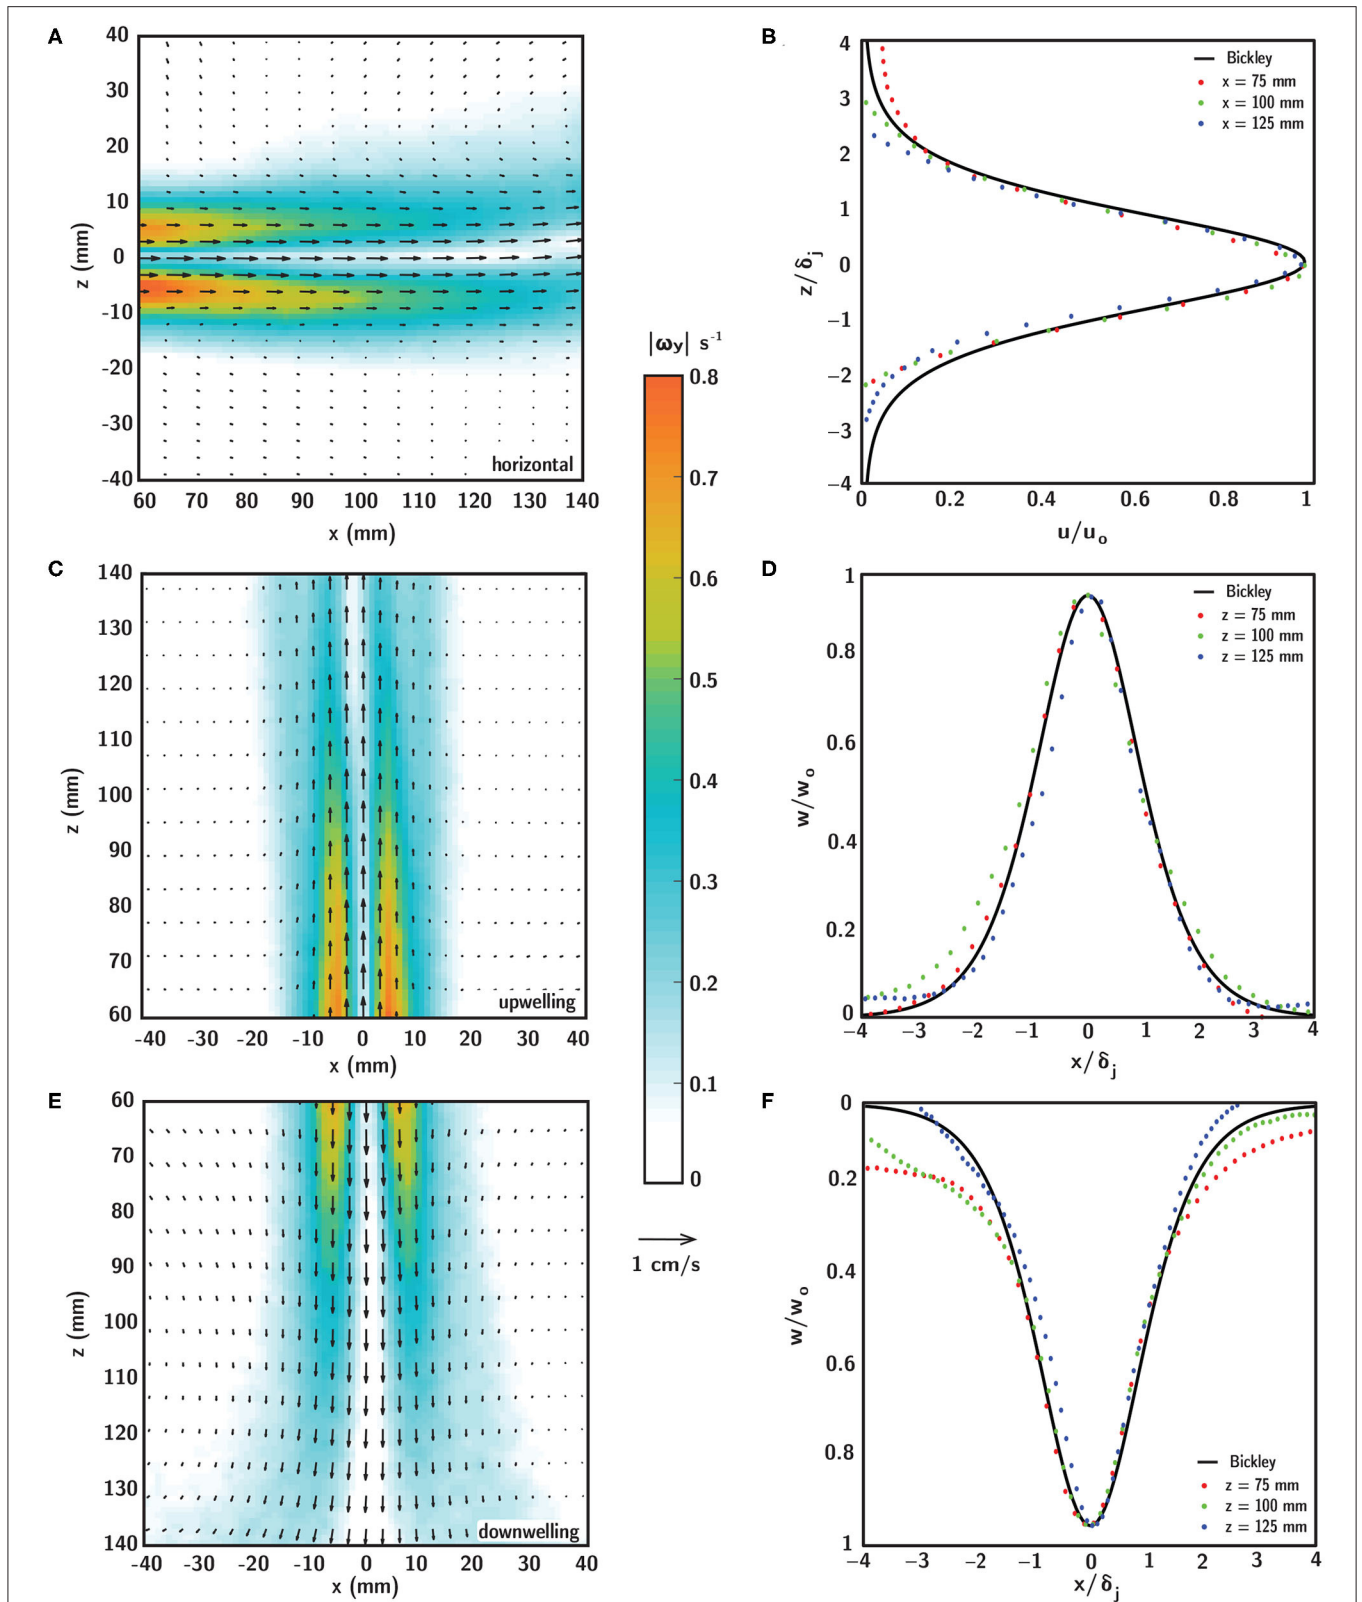 A
40
30
20
10
0
-10
-20
-30
-40
z (mm)
horizontal
60 70 80 90 100 110 120 130 140
x (mm)
B
4
3
2
1
0
−1
−2
−3
−4
z/δj
Bickley
x = 75 mm
x = 100 mm
x = 125 mm
0 0.2 0.4 0.6 0.8 1
u/uo
|ωy| s-1
0.8
0.7
0.6
0.5
0.4
0.3
0.2
0.1
0
1 cm/s
C
140
130
120
110
100
90
80
70
60
z (mm)
upwelling
-40 -30 -20 -10 0 10 20 30 40
x (mm)
D
1
0.8
0.6
0.4
0.2
0
w/wo
Bickley
z = 75 mm
z = 100 mm
z = 125 mm
−4 −3 −2 −1 0 1 2 3 4
x/δj
E
60
70
80
90
100
110
120
130
140
z (mm)
downwelling
-40 -30 -20 -10 0 10 20 30 40
x (mm)
F
0
0.2
0.4
0.6
0.8
1
w/wo
Bickley
z = 75 mm
z = 100 mm
z = 125 mm
−4 −3 −2 −1 0 1 2 3 4
x/δj